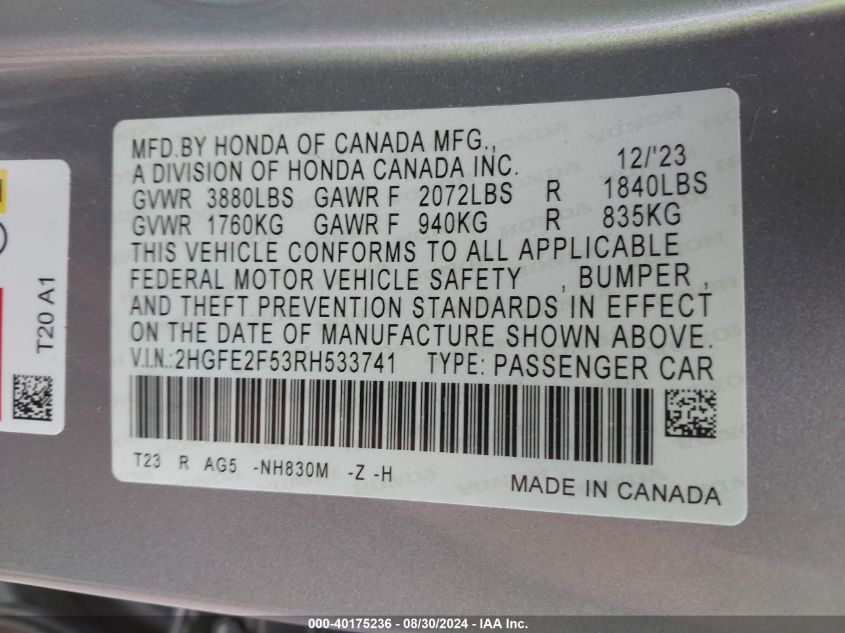 MFD.BY HONDA OF CANADA MFG.,
A DIVISION OF HONDA CANADA INC. 12/'23
GVWR 3880LBS GAWR F 2072LBS R 1840LBS
GVWR 1760KG GAWR F 940KG R 835KG
THIS VEHICLE CONFORMS TO ALL APPLICABLE
FEDERAL MOTOR VEHICLE SAFETY , BUMPER ,
AND THEFT PREVENTION STANDARDS IN EFFECT
ON THE DATE OF MANUFACTURE SHOWN ABOVE.
V.I.N.:2HGFE2F53RH533741 TYPE: PASSENGER CAR
T23 R AG5 -NH830M -Z -H
MADE IN CANADA
T20 A1
000-40175236 - 08/30/2024 - IAA Inc.